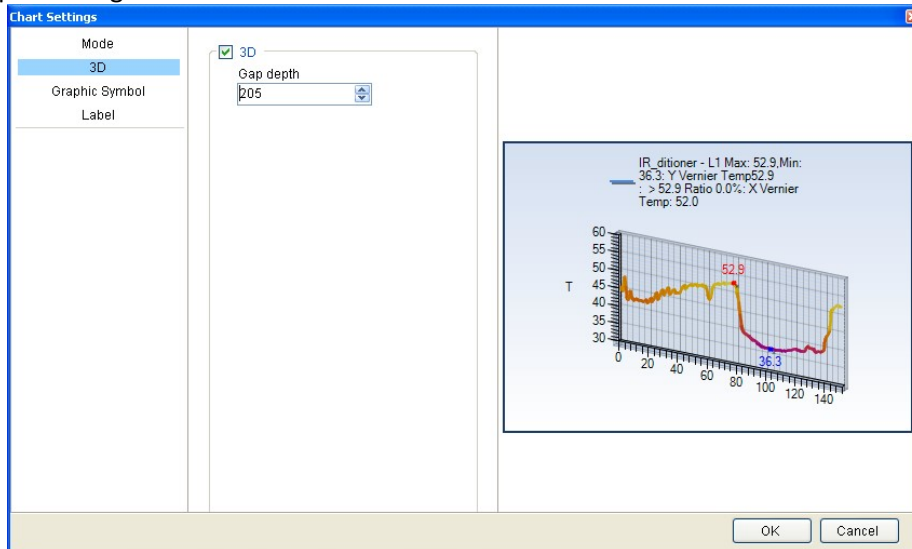 Chart Settings
Mode
3D
Graphic Symbol
Label
3D
Gap depth
205
IR_ditioner - L1 Max: 52.9,Min:
36.3: Y Vernier Temp52.9
: > 52.9 Ratio 0.0%: X Vernier
Temp: 52.0
T
60
55
50
45
40
35
30
52.9
36.3
0
20
40
60
80
100
120
140
OK
Cancel